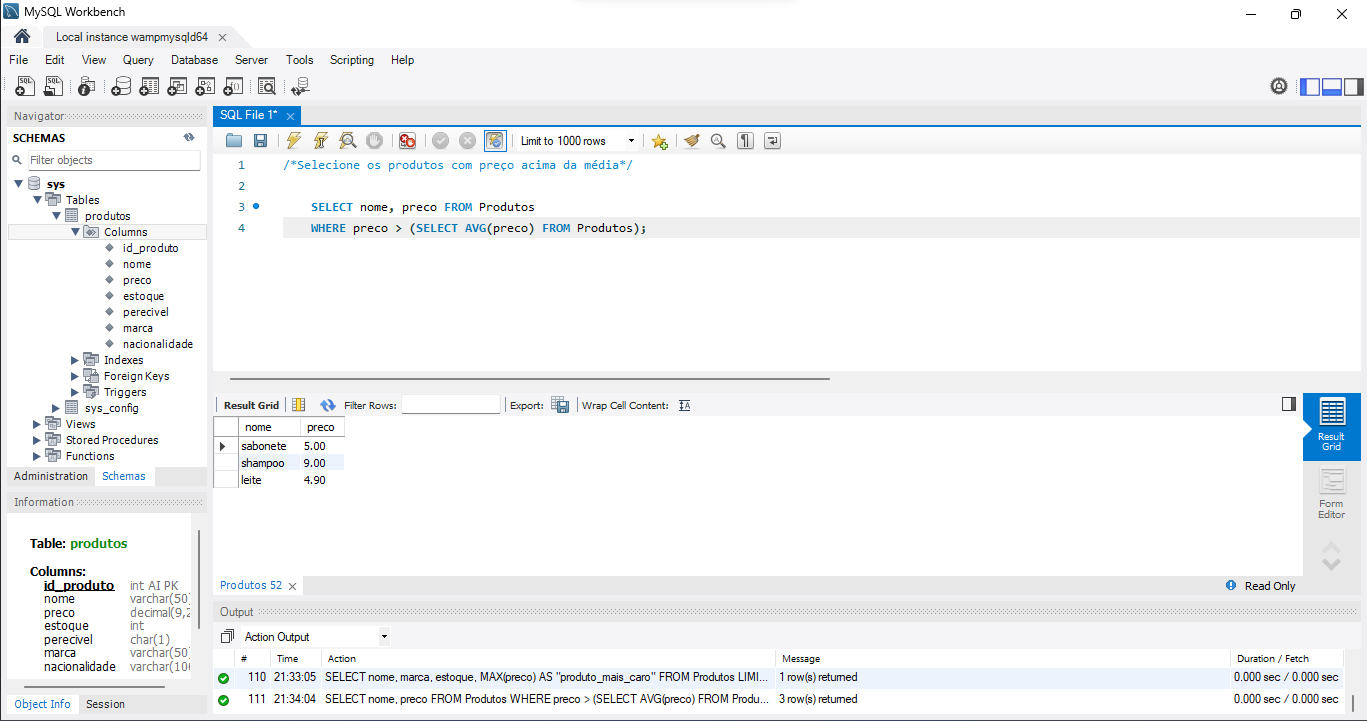 MySQL Workbench
Local instance wampmysqld64
File Edit View Query Database Server Tools Scripting Help
Navigator
SCHEMAS
Filter objects
sys
Tables
produtos
Columns
id_produto
nome
preco
estoque
perecivel
marca
nacionalidade
Indexes
Foreign Keys
Triggers
sys_config
Views
Stored Procedures
Functions
Administration Schemas
Information
Table: produtos
Columns:
id_produto int AI PK
nome varchar(50)
preco decimal(9,2
estoque int
perecivel char(1)
marca varchar(50)
nacionalidade varchar(100
Object Info Session
SQL File 1*
Limit to 1000 rows
1 /*Selecione os produtos com preço acima da média*/
2
3 SELECT nome, preco FROM Produtos
4 WHERE preco > (SELECT AVG(preco) FROM Produtos);
Result Grid Filter Rows: Export: Wrap Cell Content:
nome preco
sabonete 5.00
shampoo 9.00
leite 4.90
Result
Grid
Form
Editor
Produtos 52
Read Only
Output
Action Output
# Time Action Message Duration / Fetch
110 21:33:05 SELECT nome, marca, estoque, MAX(preco) AS "produto_mais_caro" FROM Produtos LIMI... 1 row(s) returned 0.000 sec / 0.000 sec
111 21:34:04 SELECT nome, preco FROM Produtos WHERE preco > (SELECT AVG(preco) FROM Produ... 3 row(s) returned 0.000 sec / 0.000 sec